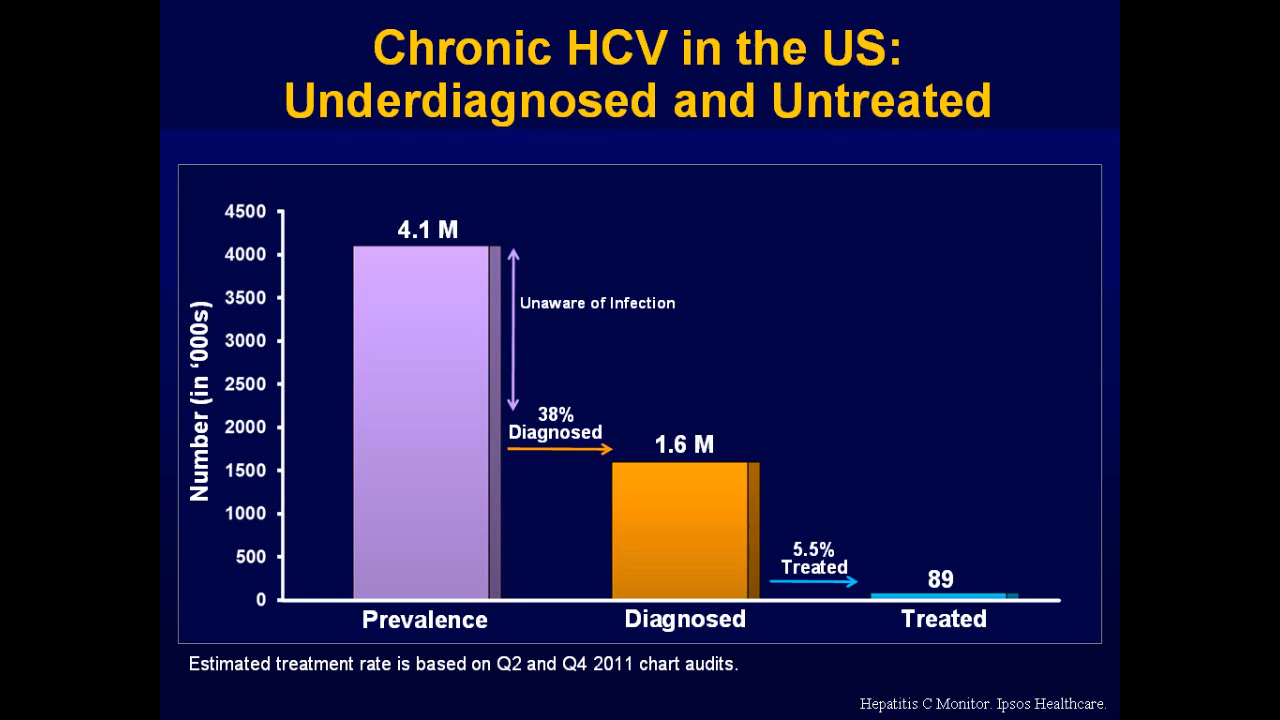 Chronic HCV in the US:
Underdiagnosed and Untreated
Number (in ‘000s)
4500
4000
3500
3000
2500
2000
1500
1000
500
0
4.1 M
Unaware of Infection
38%
Diagnosed
1.6 M
5.5%
Treated
89
Prevalence
Diagnosed
Treated
Estimated treatment rate is based on Q2 and Q4 2011 chart audits.
Hepatitis C Monitor. Ipsos Healthcare.